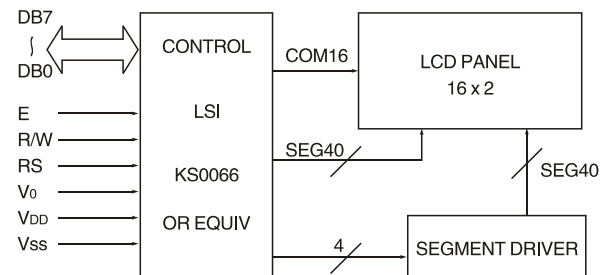 DB7
~
DB0
E
R/W
RS
V0
VDD
Vss
CONTROL
LSI
KS0066
OR EQUIV
COM16
SEG40
4
LCD PANEL
16 x 2
SEG40
SEGMENT DRIVER